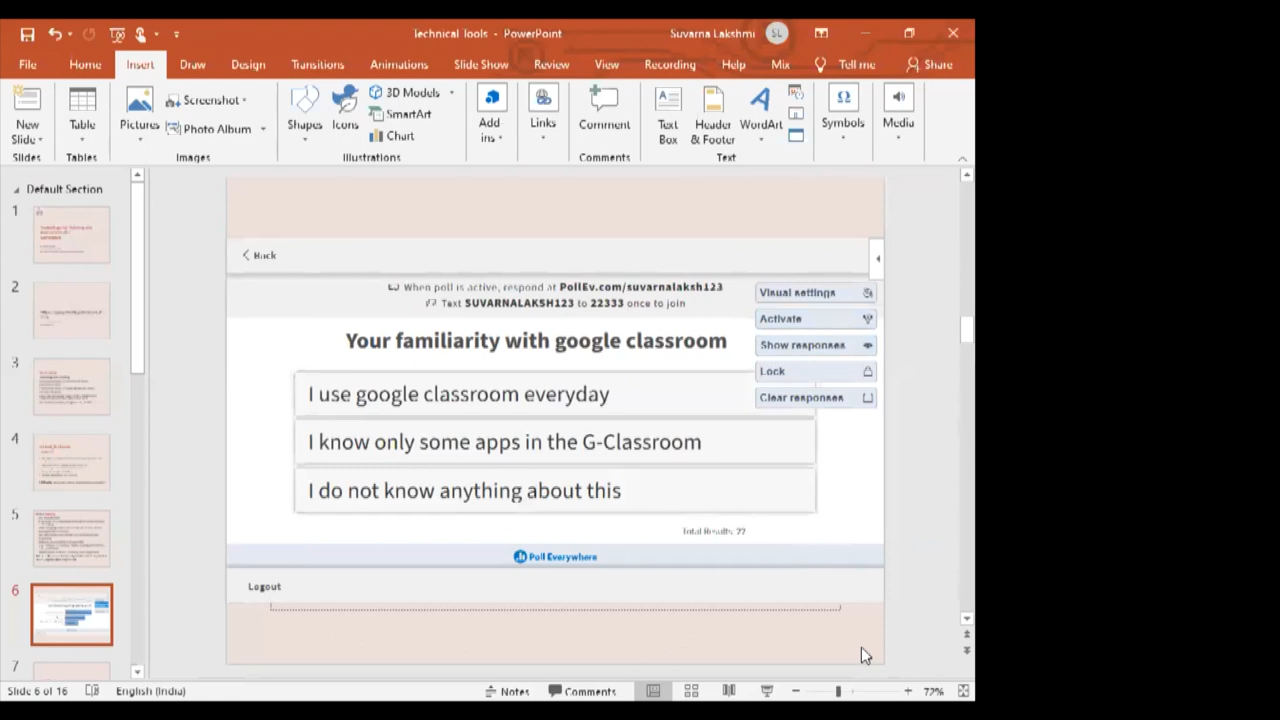 Technical Tools - PowerPoint
Suvarna Lakshmi
SL
File Home Insert Draw Design Transitions Animations Slide Show Review View Recording Help Mix Tell me Share
New Slide
Slides
Table
Tables
Pictures
Screenshot
Photo Album
Images
Shapes
Icons
3D Models
SmartArt
Chart
Illustrations
Add-ins
Links
Comment
Comments
Text Box
Header & Footer
WordArt
Text
Symbols
Media
Default Section
1
2
3
4
5
6
7
Back
When poll is active, respond at PollEv.com/suvarnalaksh123
Text SUVARNALAKSH123 to 22333 once to join
Your familiarity with google classroom
I use google classroom everyday
I know only some apps in the G-Classroom
I do not know anything about this
Visual settings
Activate
Show responses
Lock
Clear responses
Total Results:
Poll Everywhere
Logout
Slide 6 of 16
English (India)
Notes
Comments
72%